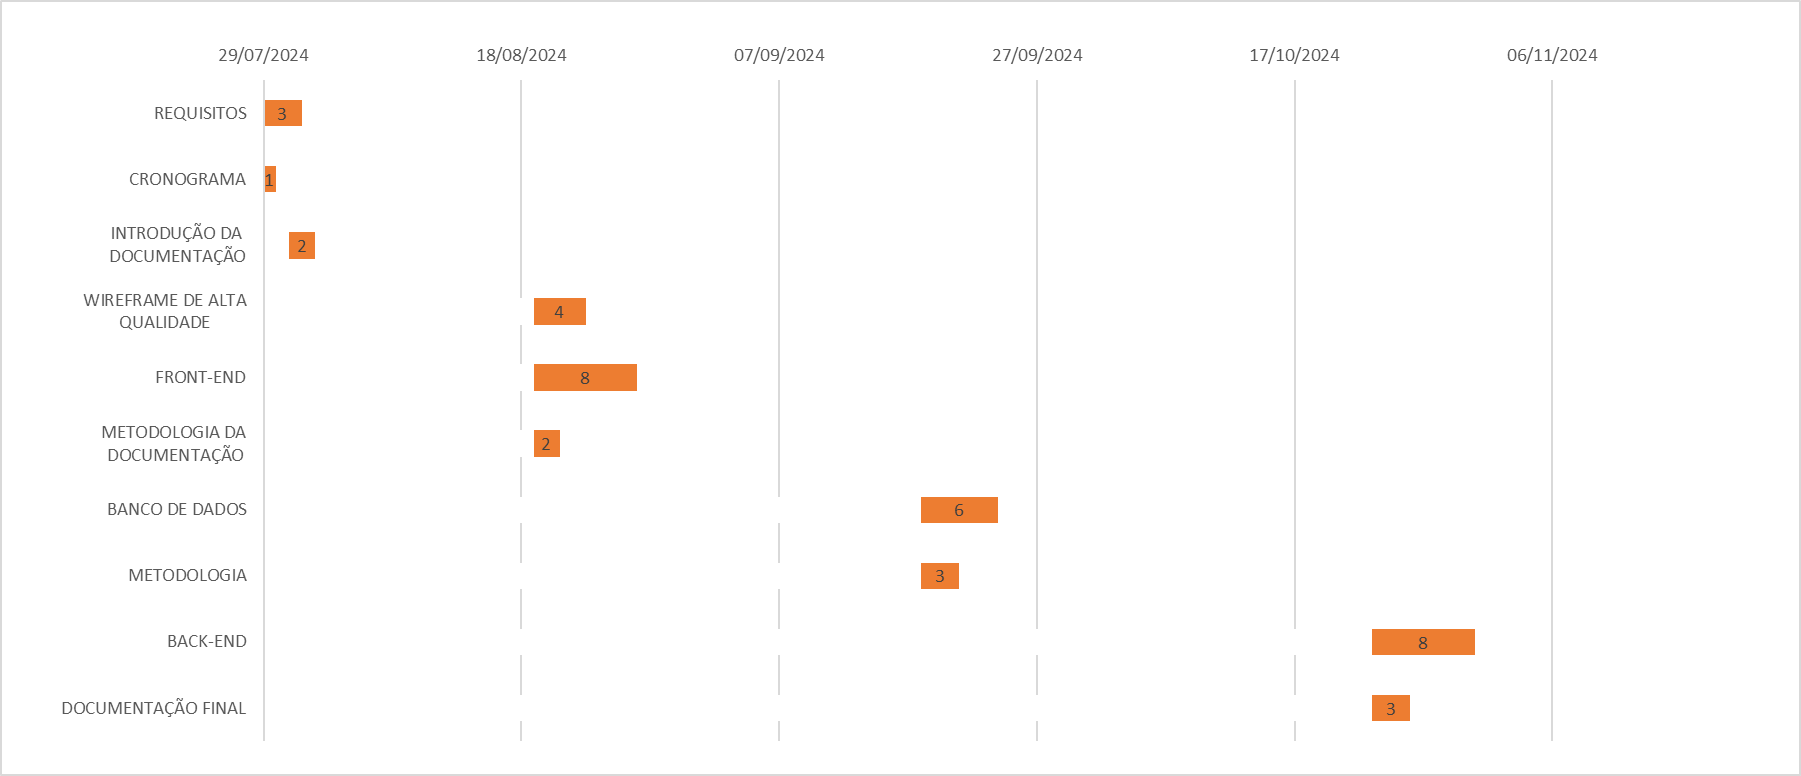 29/07/2024 18/08/2024 07/09/2024 27/09/2024 17/10/2024 06/11/2024
REQUISITOS 3
CRONOGRAMA 1
INTRODUÇÃO DA
DOCUMENTAÇÃO 2
WIREFRAME DE ALTA
QUALIDADE 4
FRONT-END 8
METODOLOGIA DA
DOCUMENTAÇÃO 2
BANCO DE DADOS 6
METODOLOGIA 3
BACK-END 8
DOCUMENTAÇÃO FINAL 3